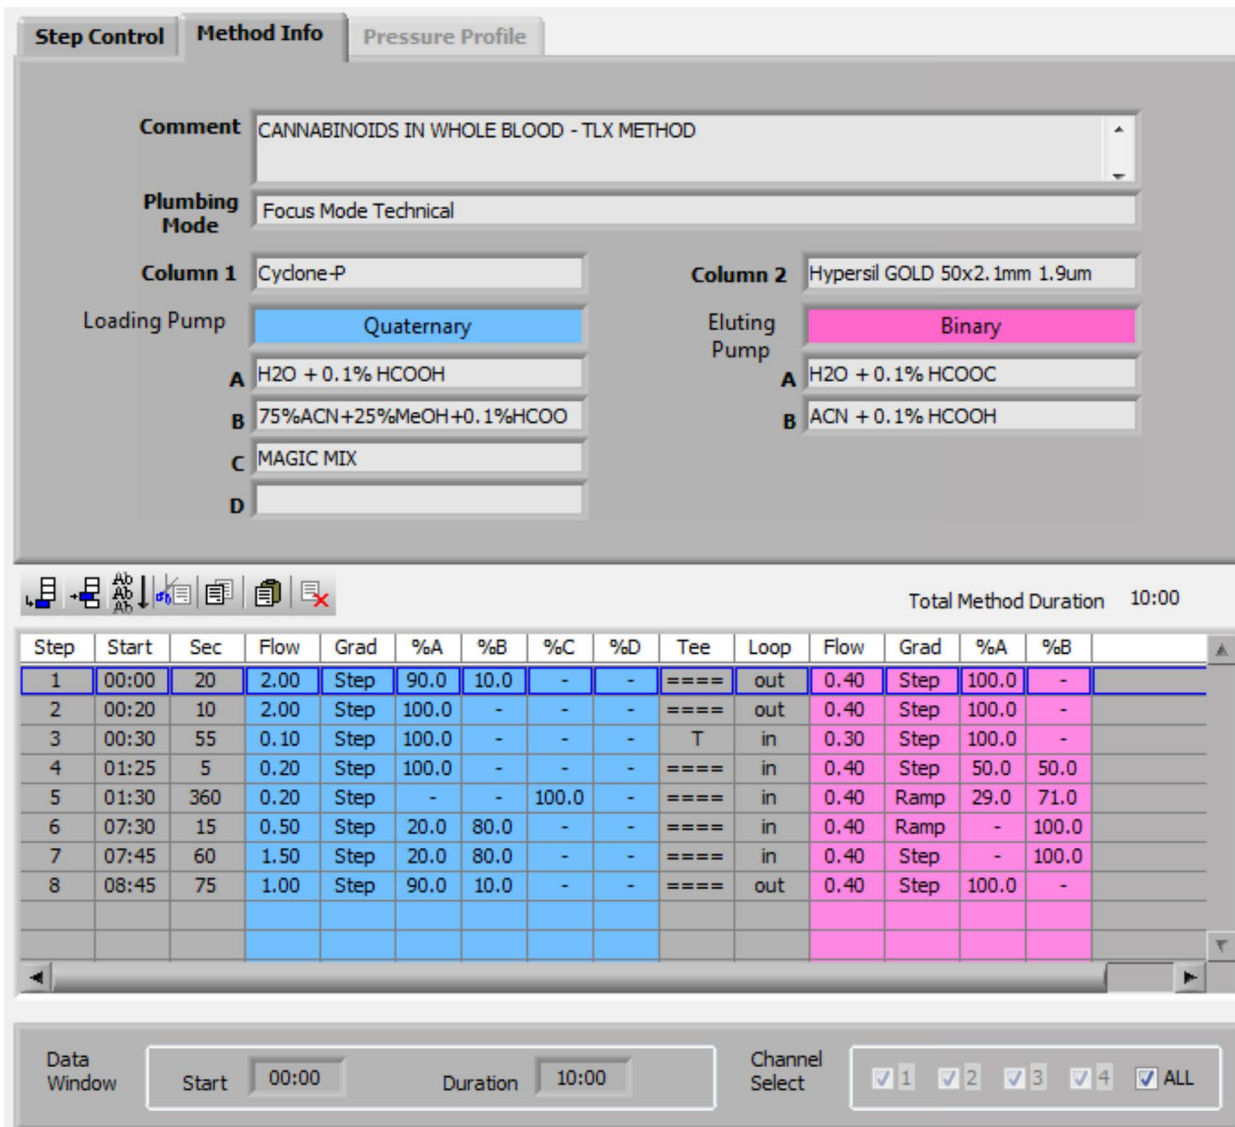 Step Control Method Info Pressure Profile
Comment CANNABINOIDS IN WHOLE BLOOD - TLX METHOD
Plumbing Mode Focus Mode Technical
Column 1 Cyclone-P Column 2 Hypersil GOLD 50x2.1mm 1.9um
Loading Pump Quaternary Eluting Pump Binary
A H2O + 0.1% HCOOH A H2O + 0.1% HCOOC
B 75%ACN+25%MeOH+0.1%HCOO B ACN + 0.1% HCOOH
C MAGIC MIX
D
Ab
Ab
Ab
Total Method Duration 10:00
Step Start Sec Flow Grad %A %B %C %D Tee Loop Flow Grad %A %B
1 00:00 20 2.00 Step 90.0 10.0 - - ==== out 0.40 Step 100.0 -
2 00:20 10 2.00 Step 100.0 - - - ==== out 0.40 Step 100.0 -
3 00:30 55 0.10 Step 100.0 - - - T in 0.30 Step 100.0 -
4 01:25 5 0.20 Step 100.0 - - - ==== in 0.40 Step 50.0 50.0
5 01:30 360 0.20 Step - - 100.0 - ==== in 0.40 Ramp 29.0 71.0
6 07:30 15 0.50 Step 20.0 80.0 - - ==== in 0.40 Ramp - 100.0
7 07:45 60 1.50 Step 20.0 80.0 - - ==== in 0.40 Step - 100.0
8 08:45 75 1.00 Step 90.0 10.0 - - ==== out 0.40 Step 100.0 -
Data Window Start 00:00 Duration 10:00 Channel Select 1 2 3 4 ALL